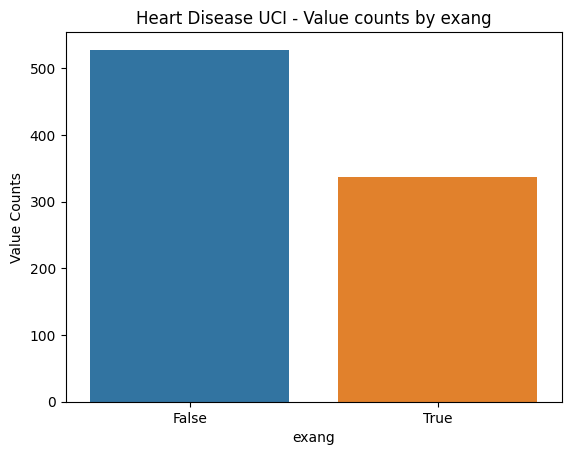 Heart Disease UCI - Value counts by exang
Value Counts
500
400
300
200
100
0
False
True
exang